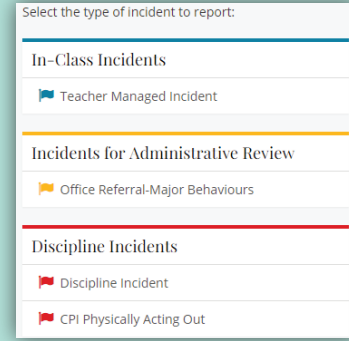 Select the type of incident to report:
In-Class Incidents
Teacher Managed Incident
Incidents for Administrative Review
Office Referral-Major Behaviours
Discipline Incidents
Discipline Incident
CPI Physically Acting Out